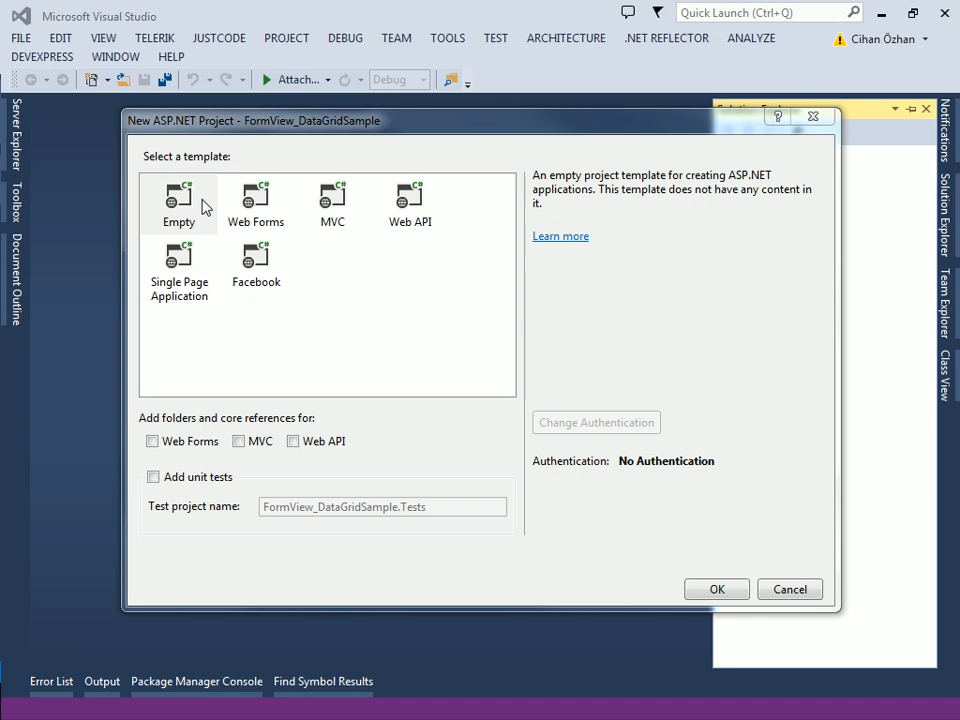 Microsoft Visual Studio
Quick Launch (Ctrl+Q)
FILE EDIT VIEW TELERIK JUSTCODE PROJECT DEBUG TEAM TOOLS TEST ARCHITECTURE .NET REFLECTOR ANALYZE
Cihan Özhan
DEVEXPRESS WINDOW HELP
Attach...
Debug
Server Explorer
Toolbox
Document Outline
New ASP.NET Project - FormView_DataGridSample
?
Select a template:
C# C# C# C#
Empty Web Forms MVC Web API
C# C#
Single Page
Application
Facebook
An empty project template for creating ASP.NET
applications. This template does not have any content in
it.
Learn more
Add folders and core references for:
Web Forms MVC Web API
Add unit tests
Test project name: FormView_DataGridSample.Tests
Change Authentication
Authentication: No Authentication
OK Cancel
Notifications
Solution Explorer
Team Explorer
Class View
Error List Output Package Manager Console Find Symbol Results